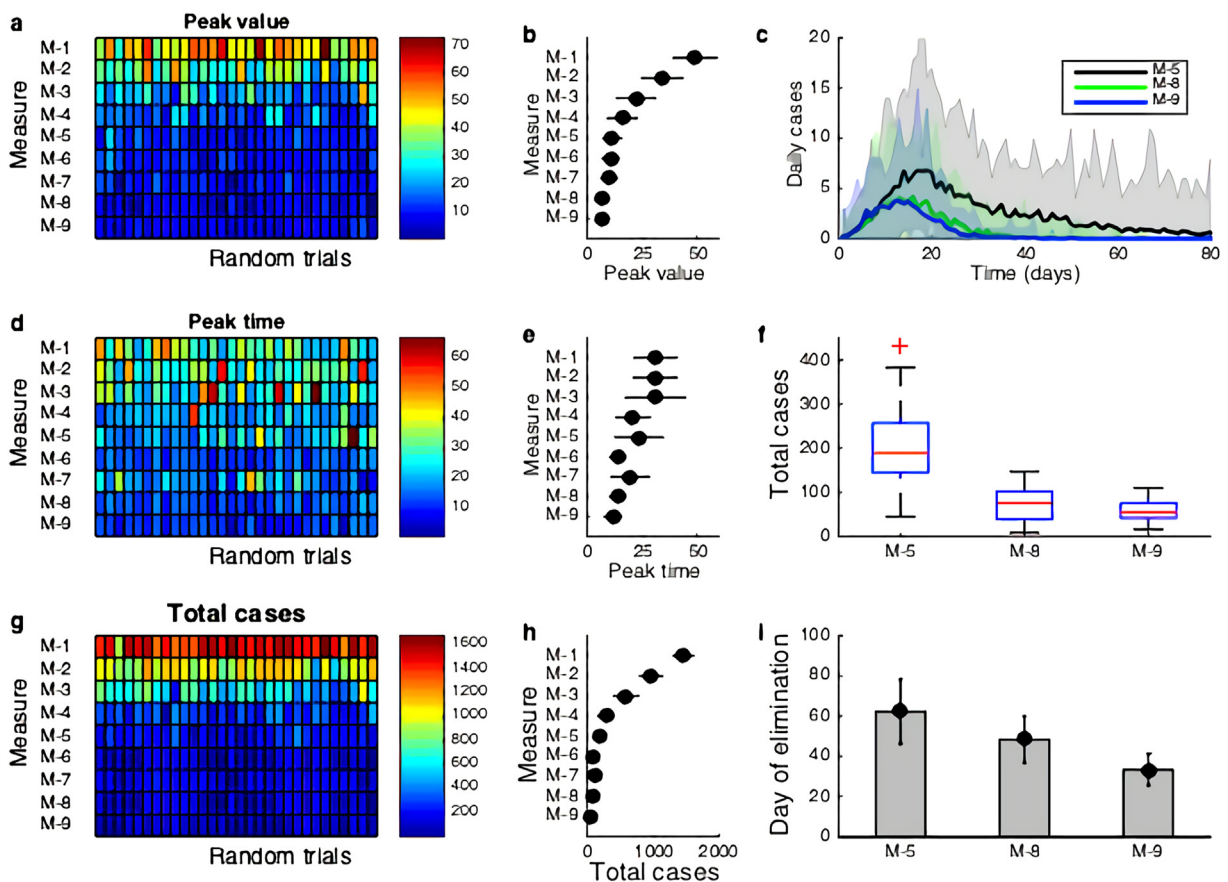 a
Peak value
M-1
M-2
M-3
M-4
M-5
M-6
M-7
M-8
M-9
Measure
Random trials
70
60
50
40
30
20
10
b
M-1
M-2
M-3
M-4
M-5
M-6
M-7
M-8
M-9
Measure
0
25
50
Peak value
c
20
15
10
5
0
Daily cases
M-5
M-8
M-9
0
20
40
60
80
Time (days)
d
Peak time
M-1
M-2
M-3
M-4
M-5
M-6
M-7
M-8
M-9
Measure
Random trials
60
50
40
30
20
10
e
M-1
M-2
M-3
M-4
M-5
M-6
M-7
M-8
M-9
Measure
0
25
50
Peak time
f
400
300
200
100
0
Total cases
M-5
M-8
M-9
g
Total cases
M-1
M-2
M-3
M-4
M-5
M-6
M-7
M-8
M-9
Measure
Random trials
1600
1400
1200
1000
800
600
400
200
h
M-1
M-2
M-3
M-4
M-5
M-6
M-7
M-8
M-9
Measure
0
1000
2000
Total cases
i
100
80
60
40
20
0
Day of elimination
M-5
M-8
M-9